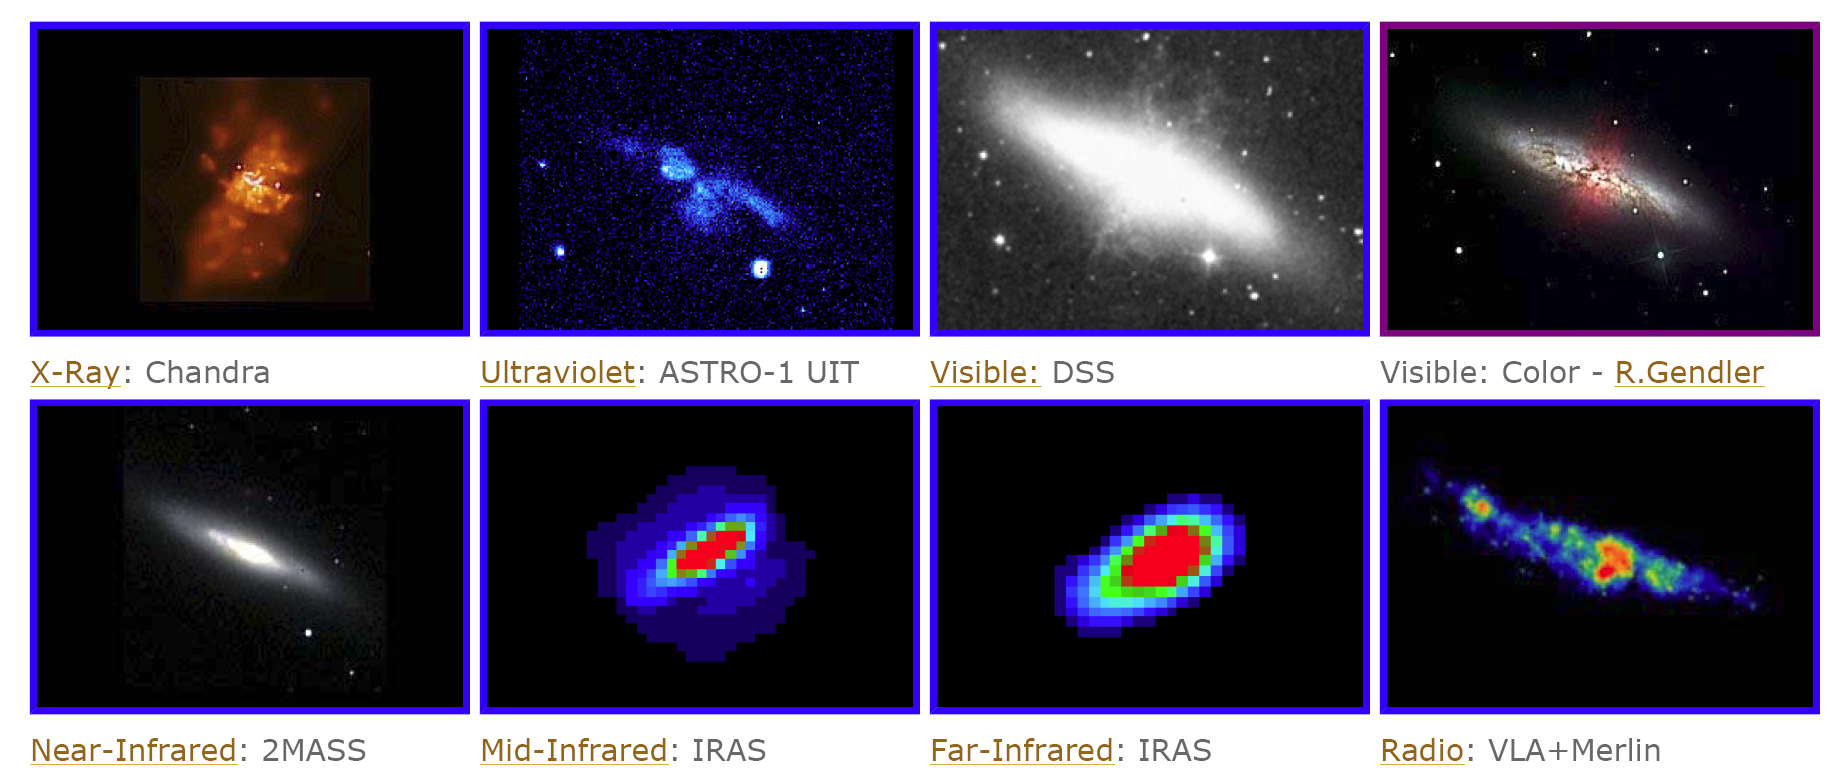 X-Ray: Chandra
Ultraviolet: ASTRO-1 UIT
Visible: DSS
Visible: Color - R.Gendler
Near-Infrared: 2MASS
Mid-Infrared: IRAS
Far-Infrared: IRAS
Radio: VLA+Merlin